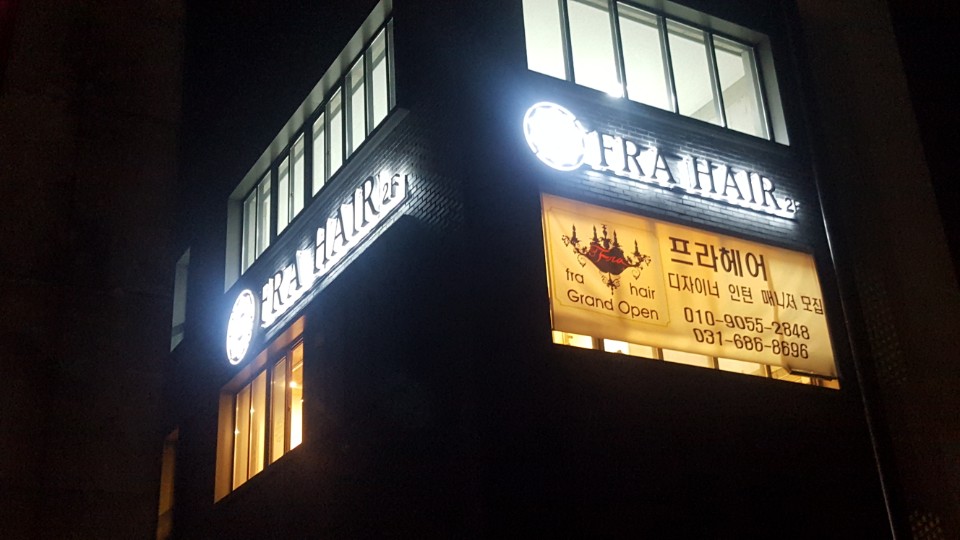 FRA HAIR 2F
FRA HAIR 2F
Fra
fra hair
Grand Open
프라헤어
디자이너 인턴 매니저 모집
010-9055-2848
031-686-8696